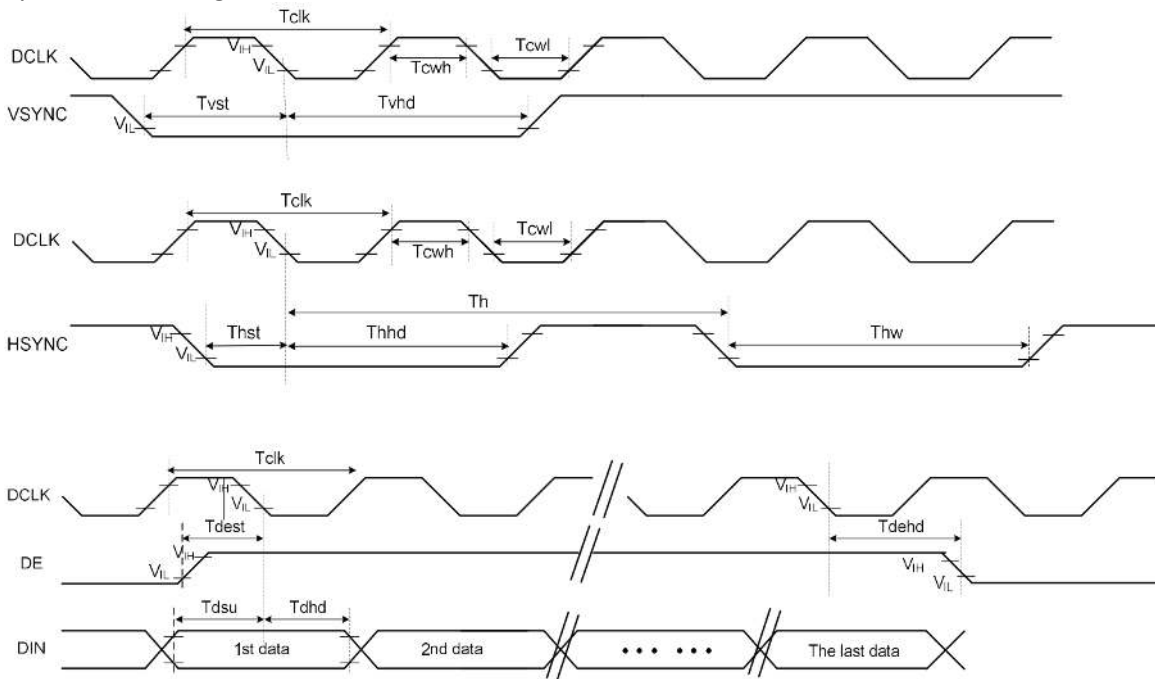 Tclk
DCLK VIH VIL Tcwh Tcwl
VSYNC VIL Tvst Tvhd
Tclk
DCLK VIH VIL Tcwh Tcwl
Th
HSYNC VIH VIL Thst Thhd Thw
Tclk
DCLK VIH VIL VIH VIL
Tdest Tdehd
DE VIH VIL VIH VIL
Tdsu Tdhd
DIN 1st data 2nd data • • • • • • The last data